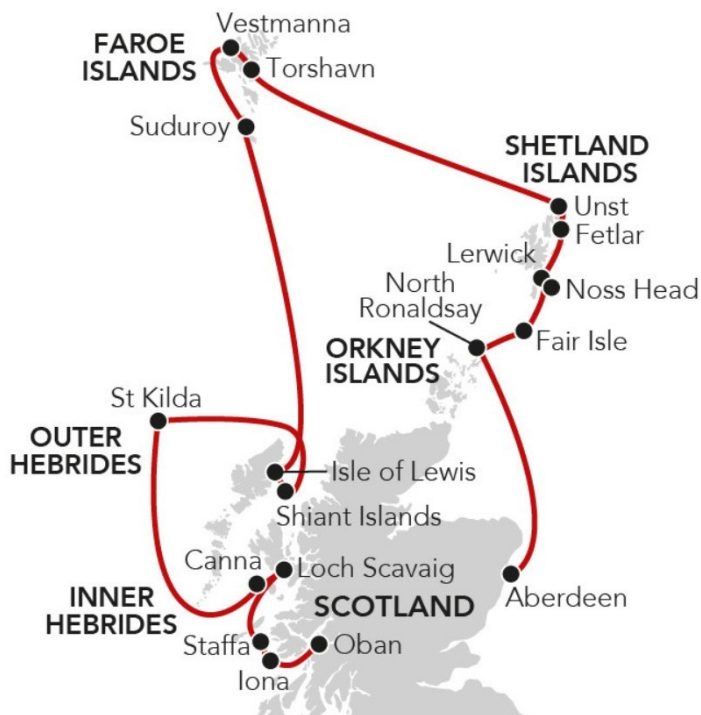 Vestmanna
FAROE
ISLANDS
Torshavn
Suduroy
SHETLAND
ISLANDS
Unst
Fetlar
Lerwick
Noss Head
North
Ronaldsay
Fair Isle
ORKNEY
ISLANDS
St Kilda
OUTER
HEBRIDES
Isle of Lewis
Shiant Islands
Canna
Loch Scavaig
INNER
HEBRIDES
SCOTLAND
Aberdeen
Staffa
Oban
Iona